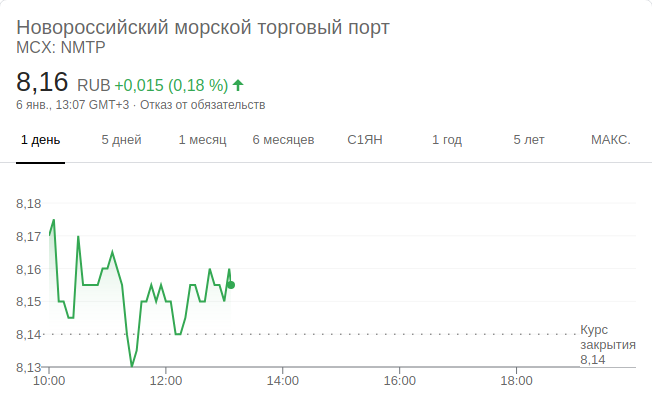 Новороссийский морской торговый порт
MCX: NMTP
8,16 RUB +0,015 (0,18 %)
6 янв., 13:07 GMT+3 · Отказ от обязательств
1 день 5 дней 1 месяц 6 месяцев С1ЯН 1 год 5 лет МАКС.
8,18
8,17
8,16
8,15
8,14
Курс
закрытия
8,14
8,13
10:00 12:00 14:00 16:00 18:00